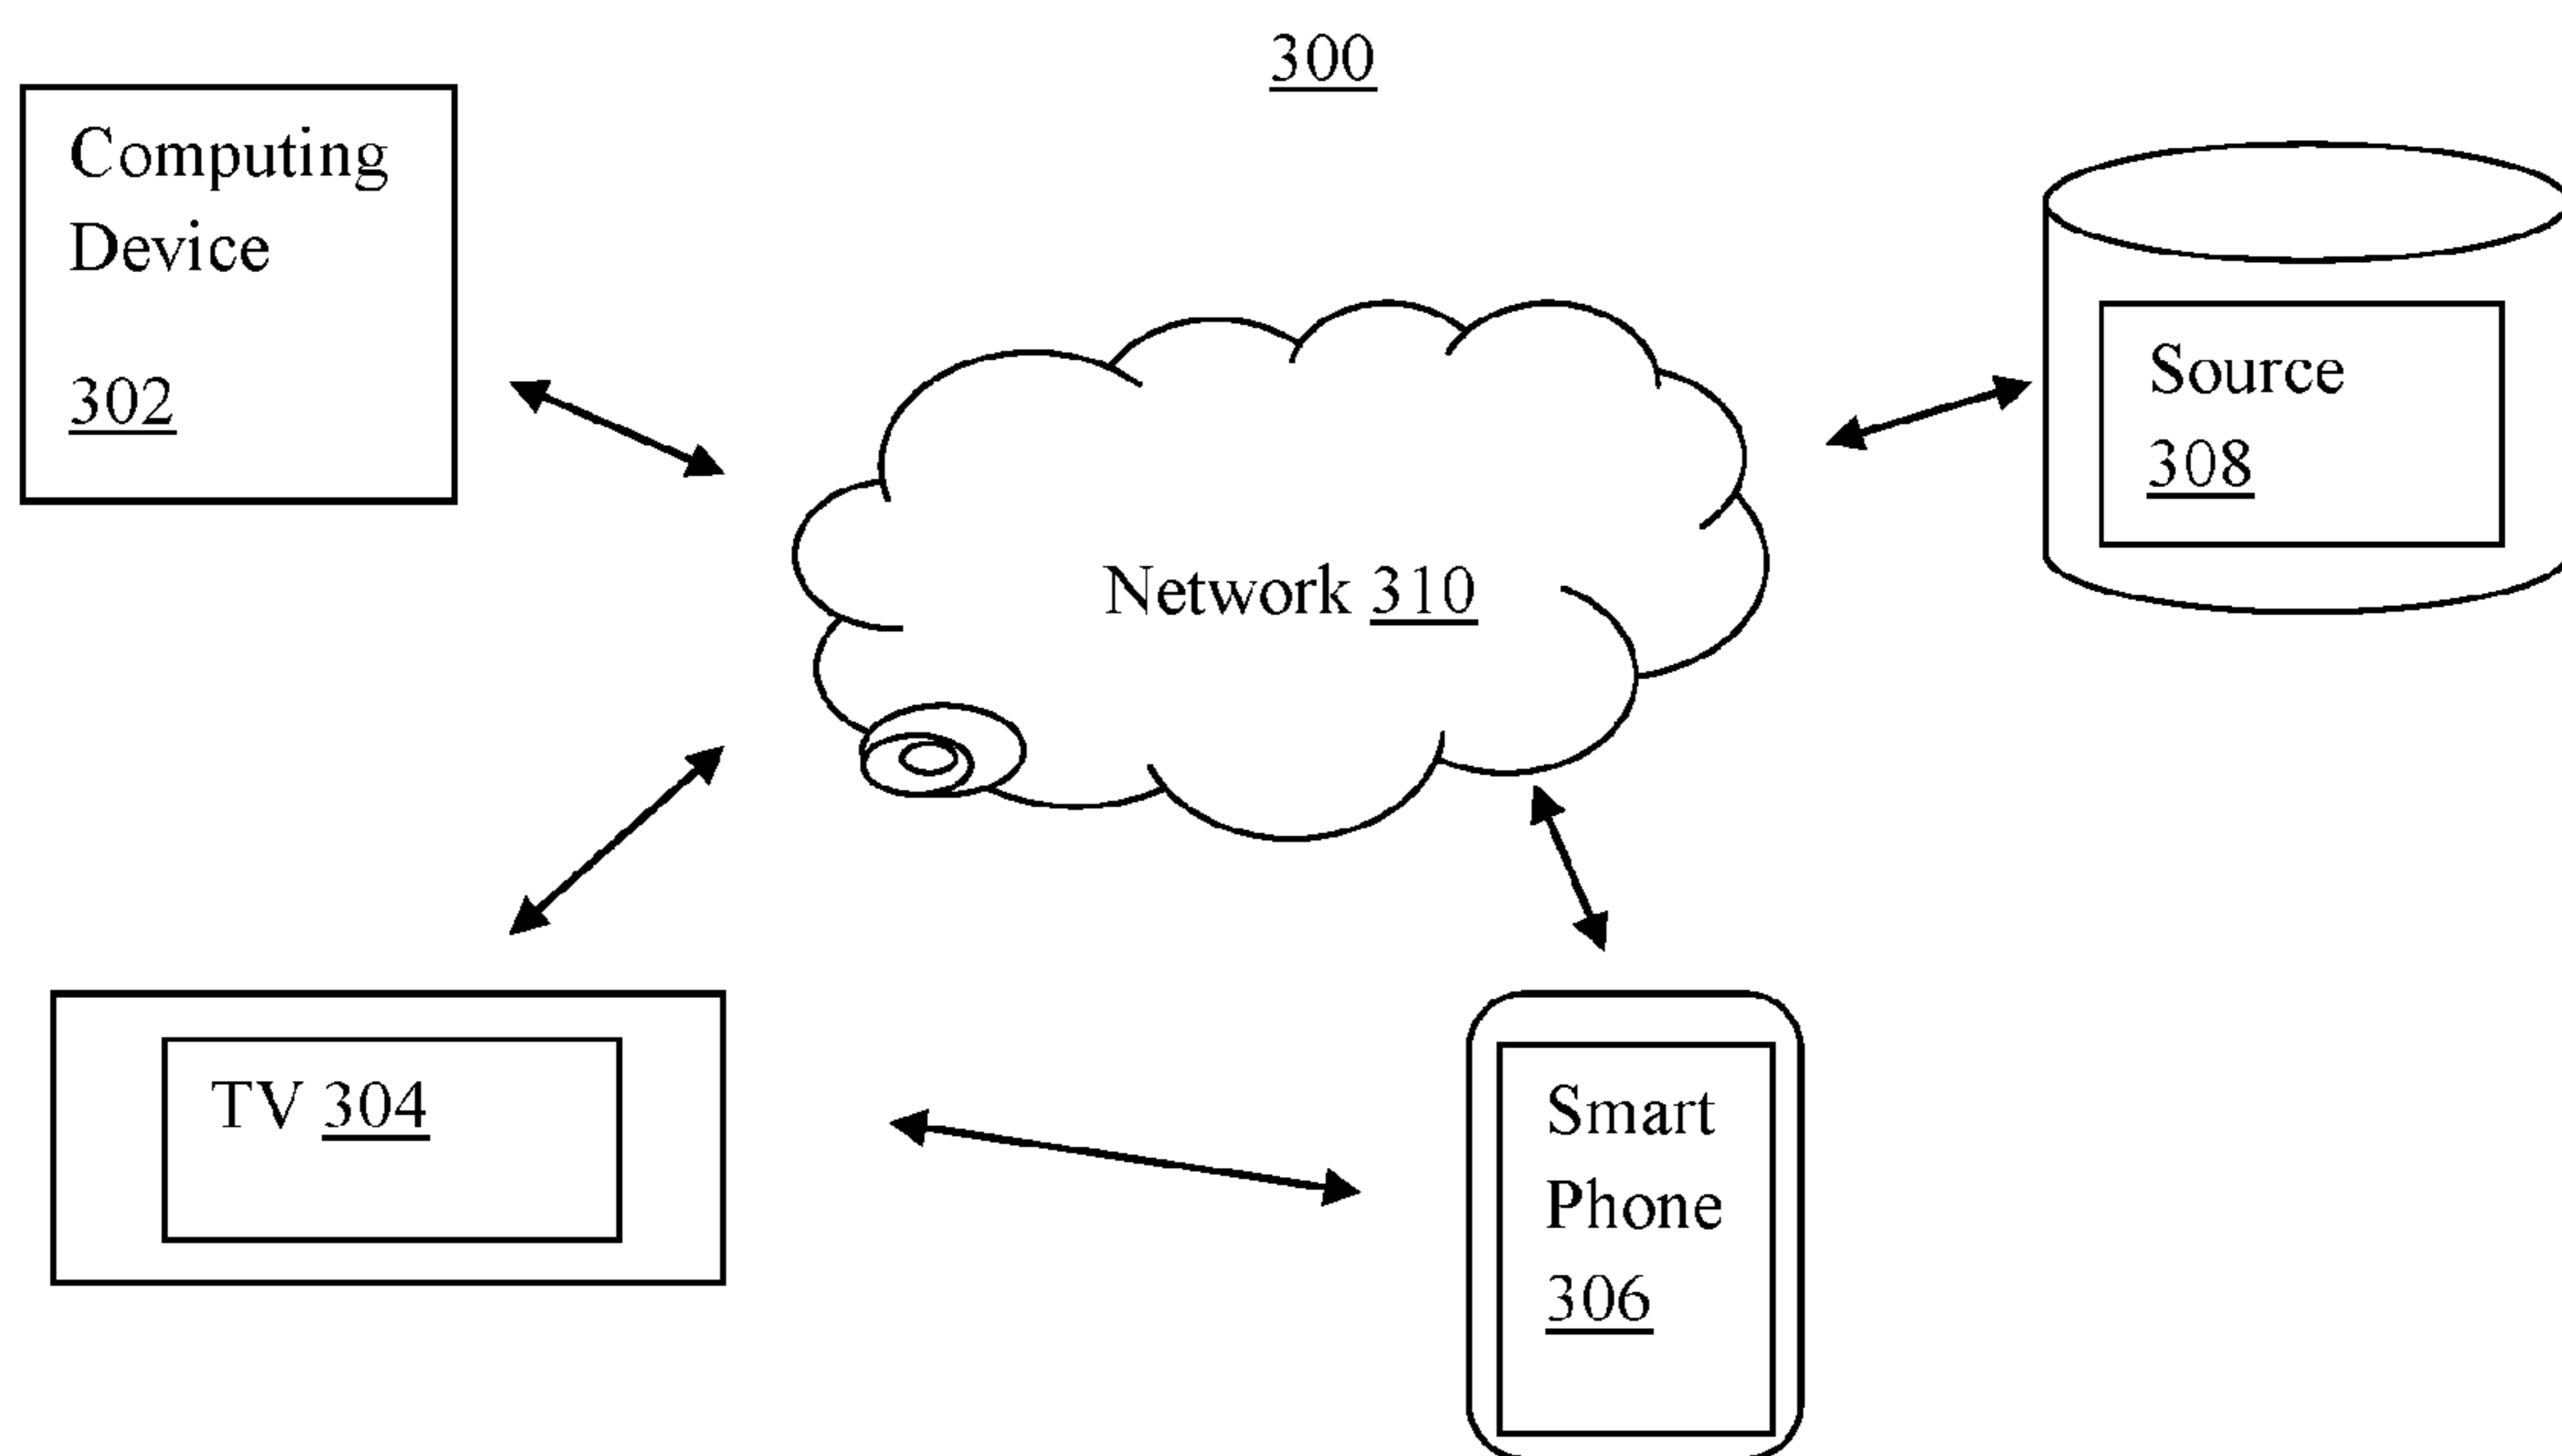 300
Computing
Device
302
Source
308
Network 310
TV 304
Smart
Phone
306